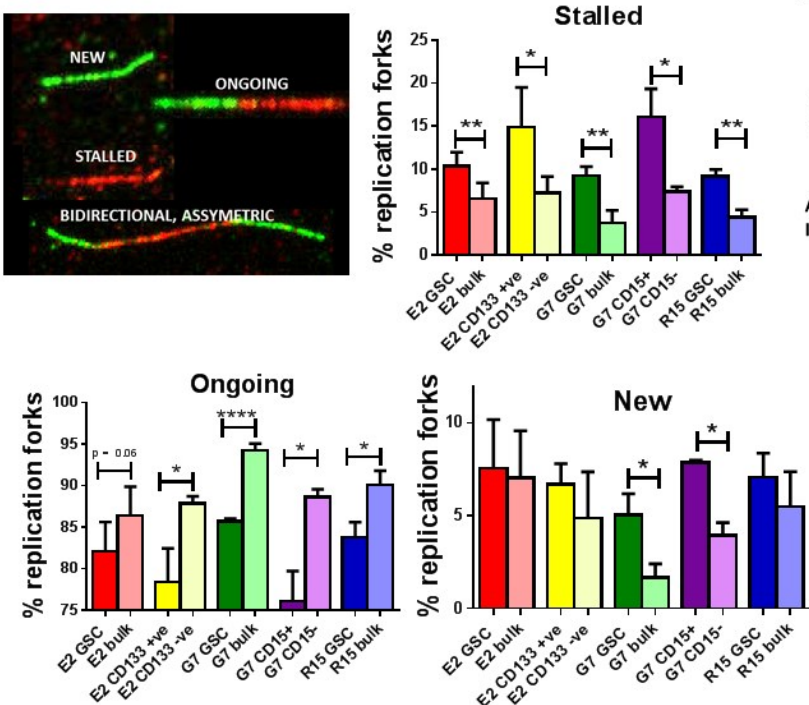 NEW
ONGOING
STALLED
BIDIRECTIONAL, ASSYMETRIC
Stalled
% replication forks
25
20
15
10
5
0
** * ** * **
E2 GSC
E2 bulk
E2 CD133 +ve
E2 CD133 -ve
G7 GSC
G7 bulk
G7 CD15+
G7 CD15-
R15 GSC
R15 bulk
Ongoing
% replication forks
100
95
90
85
80
75
p = 0.06 * **** * *
E2 GSC
E2 bulk
E2 CD133 +ve
E2 CD133 -ve
G7 GSC
G7 bulk
G7 CD15+
G7 CD15-
R15 GSC
R15 bulk
New
% replication forks
10
5
0
* *
E2 GSC
E2 bulk
E2 CD133 +ve
E2 CD133 -ve
G7 GSC
G7 bulk
G7 CD15+
G7 CD15-
R15 GSC
R15 bulk